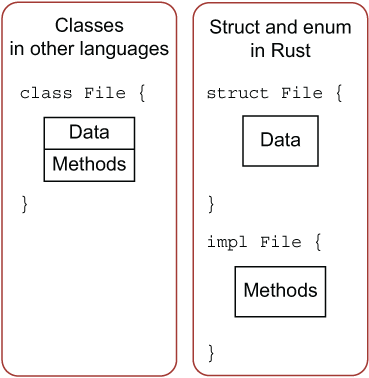 Classes
in other languages
class File {
Data
Methods
}
Struct and enum
in Rust
struct File {
Data
}
impl File {
Methods
}